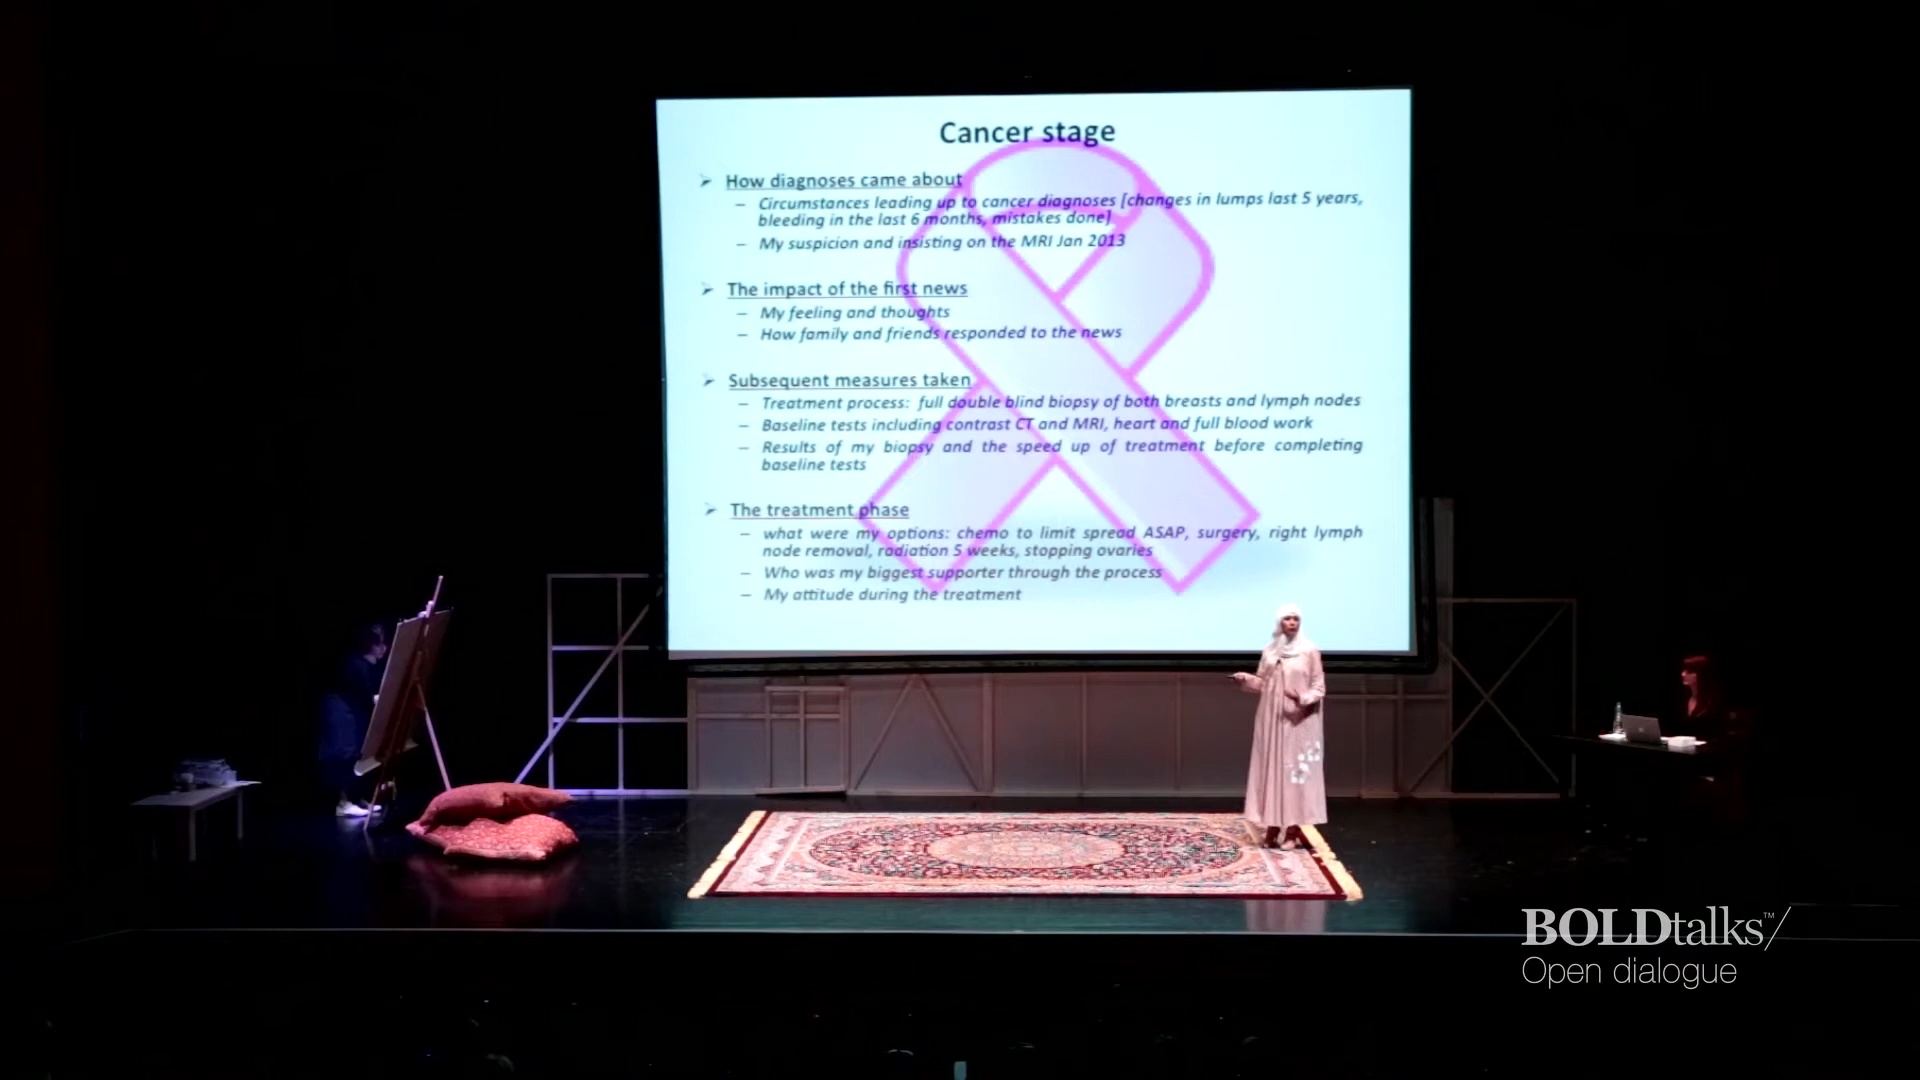 Cancer stage
➢ How diagnoses came about
– Circumstances leading up to cancer diagnoses [changes in lumps last 5 years,
bleeding in the last 6 months, mistakes done]
– My suspicion and insisting on the MRI Jan 2013
➢ The impact of the first news
– My feeling and thoughts
– How family and friends responded to the news
➢ Subsequent measures taken
– Treatment process: full double blind biopsy of both breasts and lymph nodes
– Baseline tests including contrast CT and MRI, heart and full blood work
– Results of my biopsy and the speed up of treatment before completing
baseline tests
➢ The treatment phase
– what were my options: chemo to limit spread ASAP, surgery, right lymph
node removal, radiation 5 weeks, stopping ovaries
– Who was my biggest supporter through the process
– My attitude during the treatment
BOLDtalks™/
Open dialogue